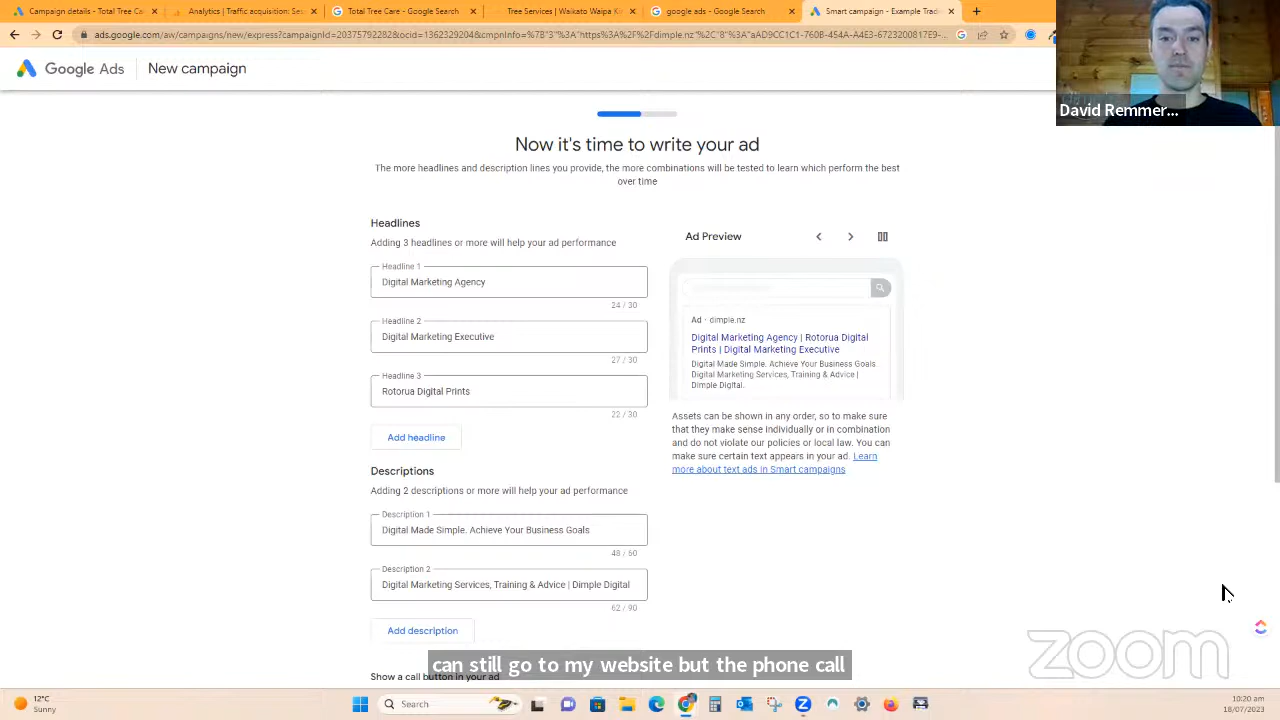 Campaign details - Total Tree Ca
Analytics | Traffic acquisition: Ses
Total Tree Care - Google Search
Tree Services | Waikato Waipa Ki
google ads - Google Search
Smart campaign - Example Trade
ads.google.com/aw/express/new/express?campaignId=20375792282&ocid=1362329204&cmpnInfo=%7B"3"%3A"https%3A%2F%2Fdimple.nz"%2C"8"%3A"
Google Ads
New campaign
David Remmer...
Now it's time to write your ad
The more headlines and description lines you provide, the more combinations will be tested to learn which perform the best
over time
Headlines
Adding 3 headlines or more will help your ad performance
Headline 1
Digital Marketing Agency
24 / 30
Headline 2
Digital Marketing Executive
27 / 30
Headline 3
Rotorua Digital Prints
22 / 30
Add headline
Descriptions
Adding 2 descriptions or more will help your ad performance
Description 1
Digital Made Simple. Achieve Your Business Goals
48 / 60
Description 2
Digital Marketing Services, Training & Advice | Dimple Digital
62 / 90
Add description
Show a call button in your ad
Ad Preview
Ad · dimple.nz
Digital Marketing Agency | Rotorua Digital
Prints | Digital Marketing Executive
Digital Made Simple. Achieve Your Business Goals
Digital Marketing Services, Training & Advice |
Dimple Digital.
Assets can be shown in any order, so to make sure
that they make sense individually or in combination
and do not violate our policies or local law. You can
make sure certain text appears in your ad. Learn
more about text ads in Smart campaigns
can still go to my website but the phone call
zoom
12°C
Sunny
Search
10:20 am
18/07/2023